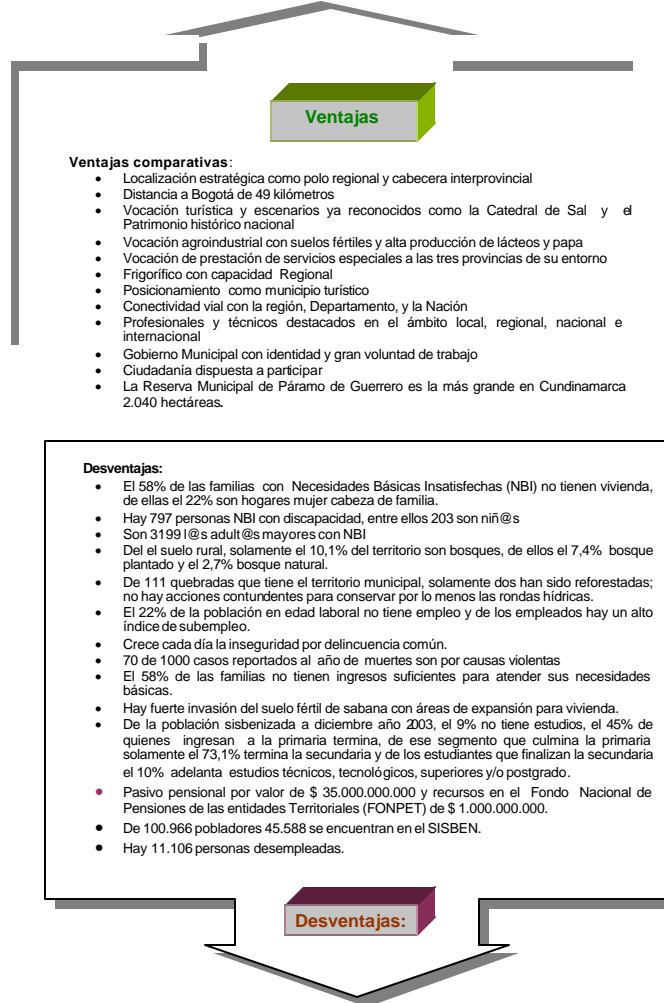 Ventajas
Ventajas comparativas:
• Localización estratégica como polo regional y cabecera interprovincial
• Distancia a Bogotá de 49 kilómetros
• Vocación turística y escenarios ya reconocidos como la Catedral de Sal y el
Patrimonio histórico nacional
• Vocación agroindustrial con suelos fértiles y alta producción de lácteos y papa
• Vocación de prestación de servicios especiales a las tres provincias de su entorno
• Frigorífico con capacidad Regional
• Posicionamiento como municipio turístico
• Conectividad vial con la región, Departamento, y la Nación
• Profesionales y técnicos destacados en el ámbito local, regional, nacional e
internacional
• Gobierno Municipal con identidad y gran voluntad de trabajo
• Ciudadanía dispuesta a participar
• La Reserva Municipal de Páramo de Guerrero es la más grande en Cundinamarca
2.040 hectáreas.
Desventajas:
• El 58% de las familias con Necesidades Básicas Insatisfechas (NBI) no tienen vivienda,
de ellas el 22% son hogares mujer cabeza de familia.
• Hay 797 personas NBI con discapacidad, entre ellos 203 son niñ@s
• Son 3199 l@s adult@s mayores con NBI
• Del el suelo rural, solamente el 10,1% del territorio son bosques, de ellos el 7,4% bosque
plantado y el 2,7% bosque natural.
• De 111 quebradas que tiene el territorio municipal, solamente dos han sido reforestadas;
no hay acciones contundentes para conservar por lo menos las rondas hídricas.
• El 22% de la población en edad laboral no tiene empleo y de los empleados hay un alto
índice de subempleo.
• Crece cada día la inseguridad por delincuencia común.
• 70 de 1000 casos reportados al año de muertes son por causas violentas
• El 58% de las familias no tienen ingresos suficientes para atender sus necesidades
básicas.
• Hay fuerte invasión del suelo fértil de sabana con áreas de expansión para vivienda.
• De la población sisbenizada a diciembre año 2003, el 9% no tiene estudios, el 45% de
quienes ingresan a la primaria termina, de ese segmento que culmina la primaria
solamente el 73,1% termina la secundaria y de los estudiantes que finalizan la secundaria
el 10% adelanta estudios técnicos, tecnológicos, superiores y/o postgrado.
• Pasivo pensional por valor de $ 35.000.000.000 y recursos en el Fondo Nacional de
Pensiones de las entidades Territoriales (FONPET) de $ 1.000.000.000.
• De 100.966 pobladores 45.588 se encuentran en el SISBEN.
• Hay 11.106 personas desempleadas.
Desventajas: